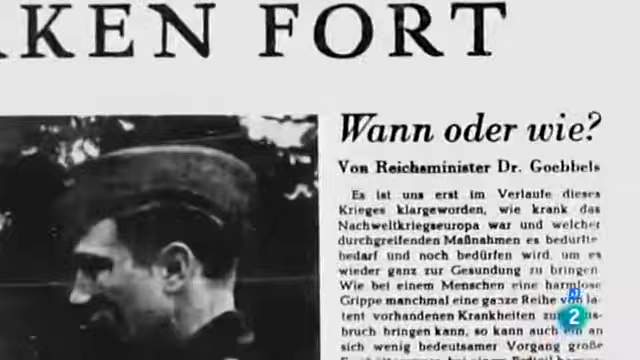 KEN FORT
Wann oder wie?
Von Reichsminister Dr. Goebbels
Es ist uns erst im Verlaufe dieses
Krieges klargeworden, wie krank das
Nachweltkriegseuropa war und welcher
durchgreifenden Maßnahmen es bedurfte
bedarf und noch bedürfen wird, um es
wieder ganz zur Gesundung zu bringen
Wie bei einem Menschen eine harmlose
Grippe manchmal eine ganze Reihe von la-
tent vorhandenen Krankheiten zum Aus-
bruch bringen kann, so kann auch ein an
sich wenig bedeutsamer Vorgang große
2